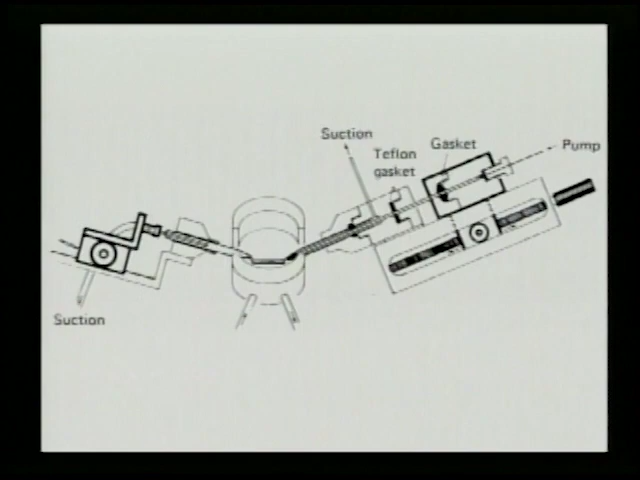 Suction
Teflon
gasket
Gasket
Pump
Suction